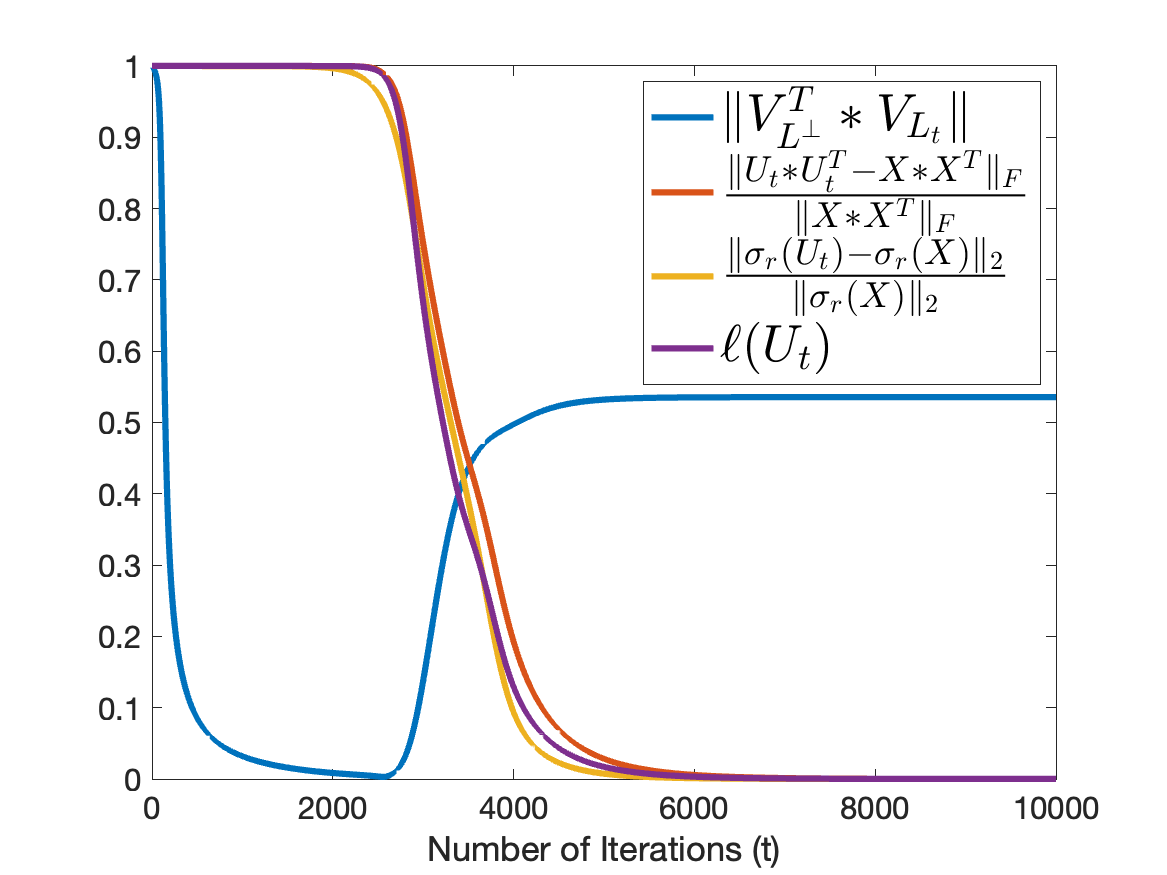 1
0.9
0.8
0.7
0.6
0.5
0.4
0.3
0.2
0.1
0
0 2000 4000 6000 8000 10000
Number of Iterations (t)
‖V_{L^⊥}^T * V_{L_t}‖
‖U_t*U_t^T−X*X^T‖_F / ‖X*X^T‖_F
‖σ_r(U_t)−σ_r(X)‖_2 / ‖σ_r(X)‖_2
ℓ(U_t)